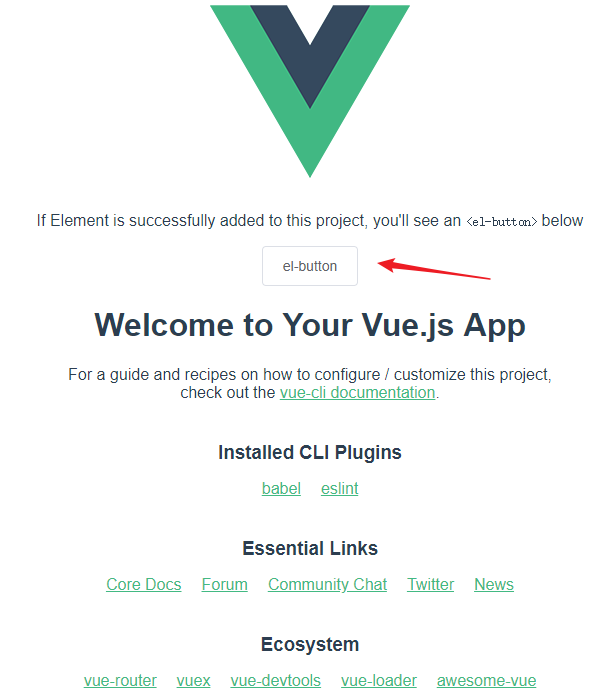 If Element is successfully added to this project, you'll see an <el-button> below
el-button
Welcome to Your Vue.js App
For a guide and recipes on how to configure / customize this project,
check out the vue-cli documentation.
Installed CLI Plugins
babel eslint
Essential Links
Core Docs Forum Community Chat Twitter News
Ecosystem
vue-router vuex vue-devtools vue-loader awesome-vue